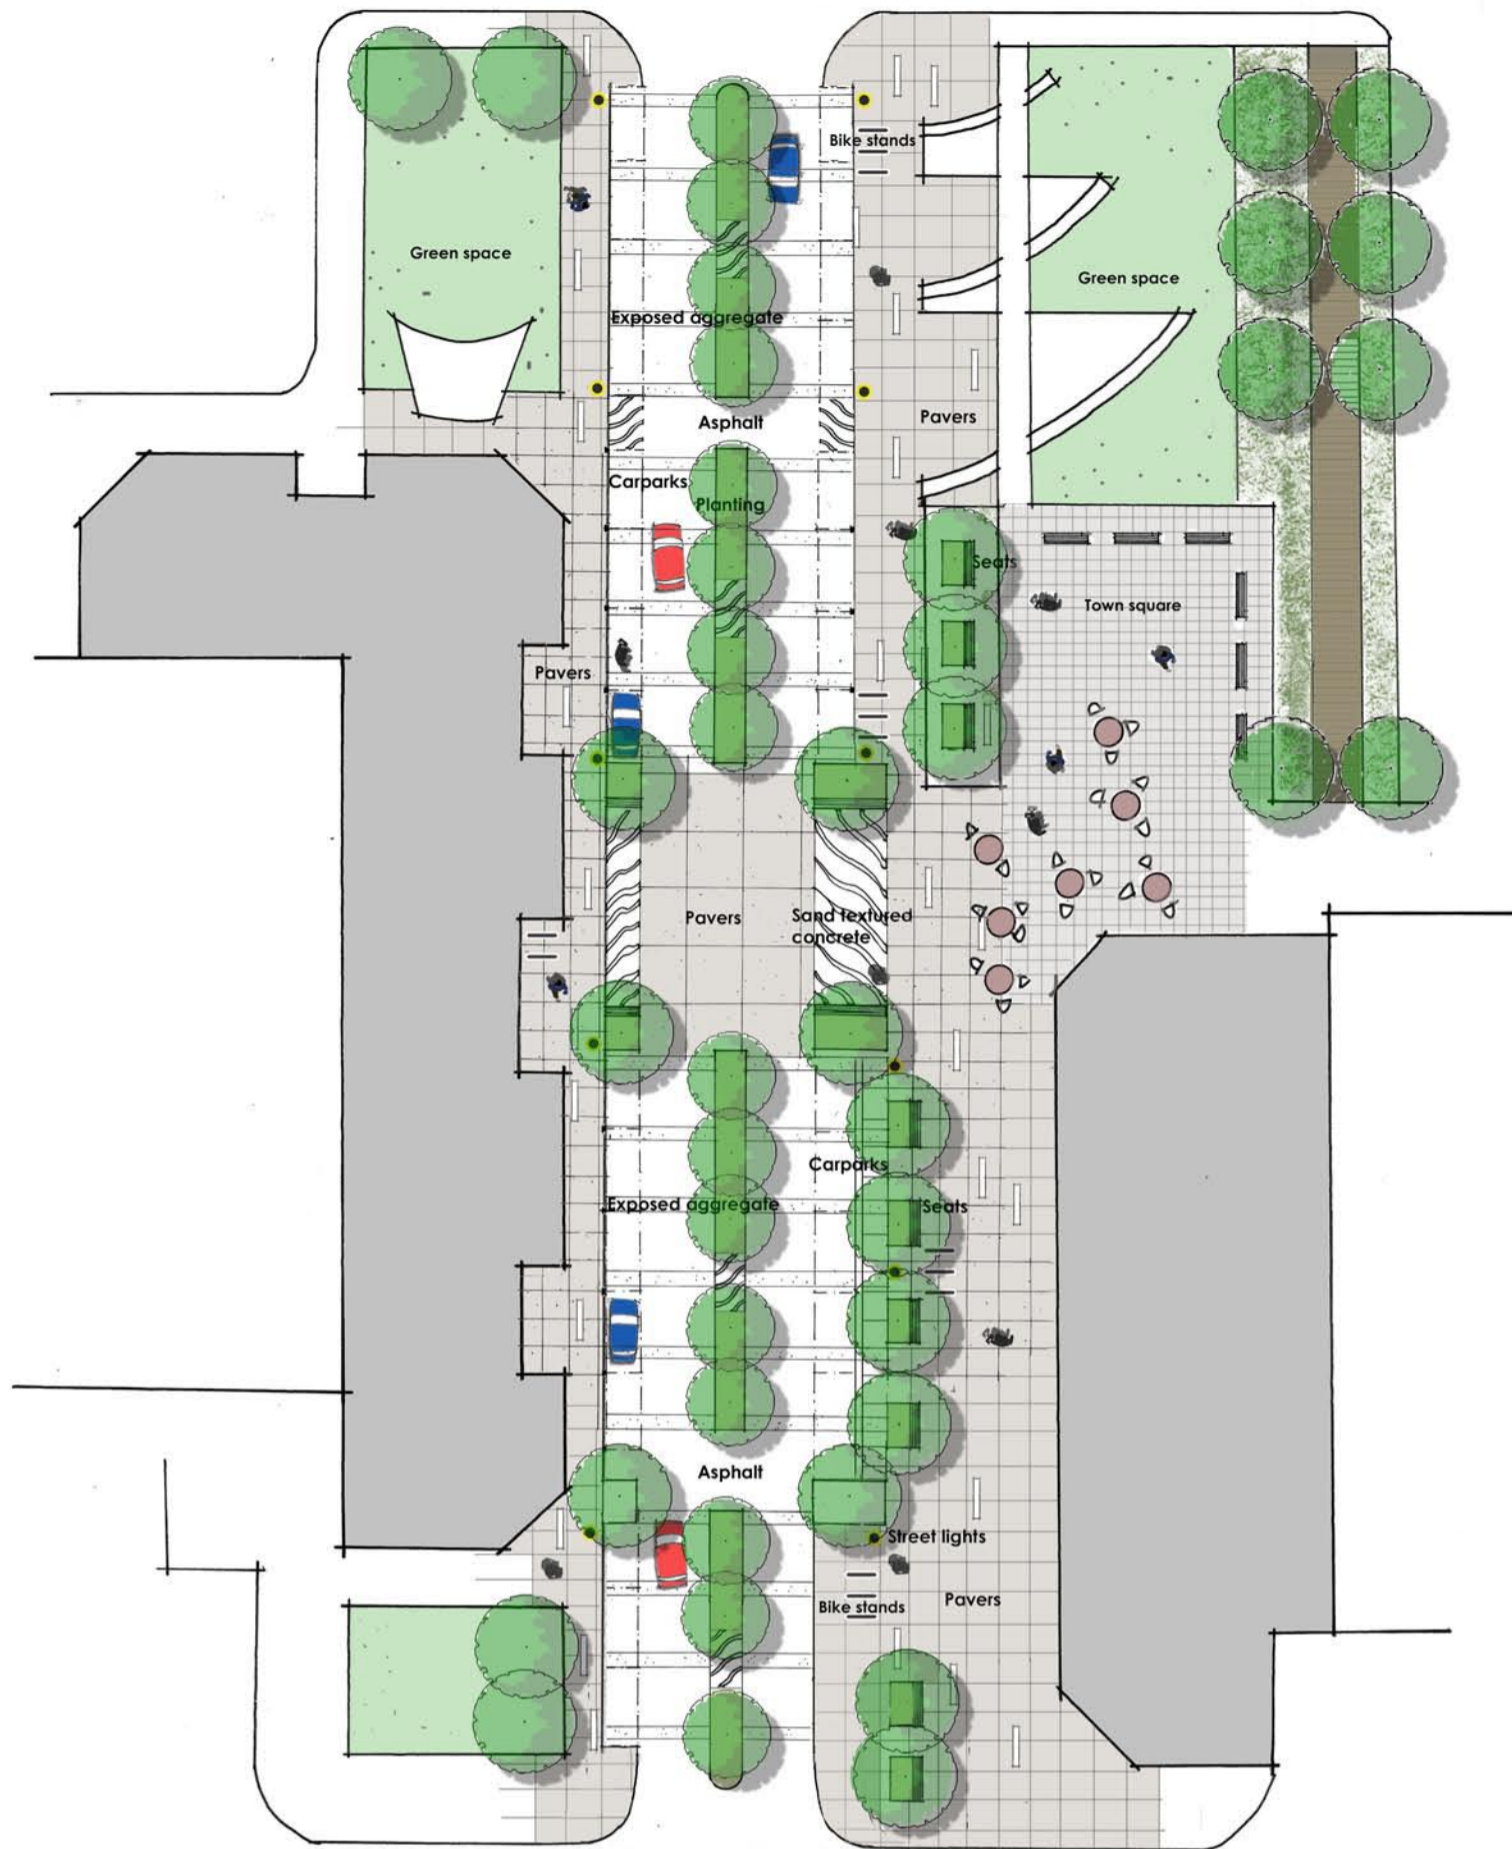 Bike stands
Green space
Green space
Exposed aggregate
Asphalt
Pavers
Carparks
Planting
Seats
Town square
Pavers
Pavers
Sand textured
concrete
Carparks
Exposed aggregate
Seats
Asphalt
Street lights
Bike stands
Pavers